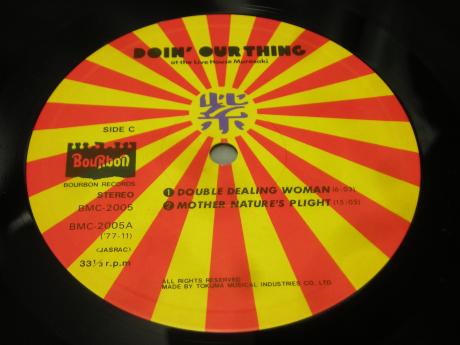 DOIN' OUR THING
at the Live House Murasaki
紫
SIDE C
BOURBON
BOURBON RECORDS
STEREO
BMC-2005
BMC-2005A
('77-11)
(JASRAC)
33⅓ r.p.m
1 DOUBLE DEALING WOMAN (6:03)
2 MOTHER NATURE'S PLIGHT (15:05)
ALL RIGHTS RESERVED
MADE BY TOKUMA MUSICAL INDUSTRIES CO., LTD.